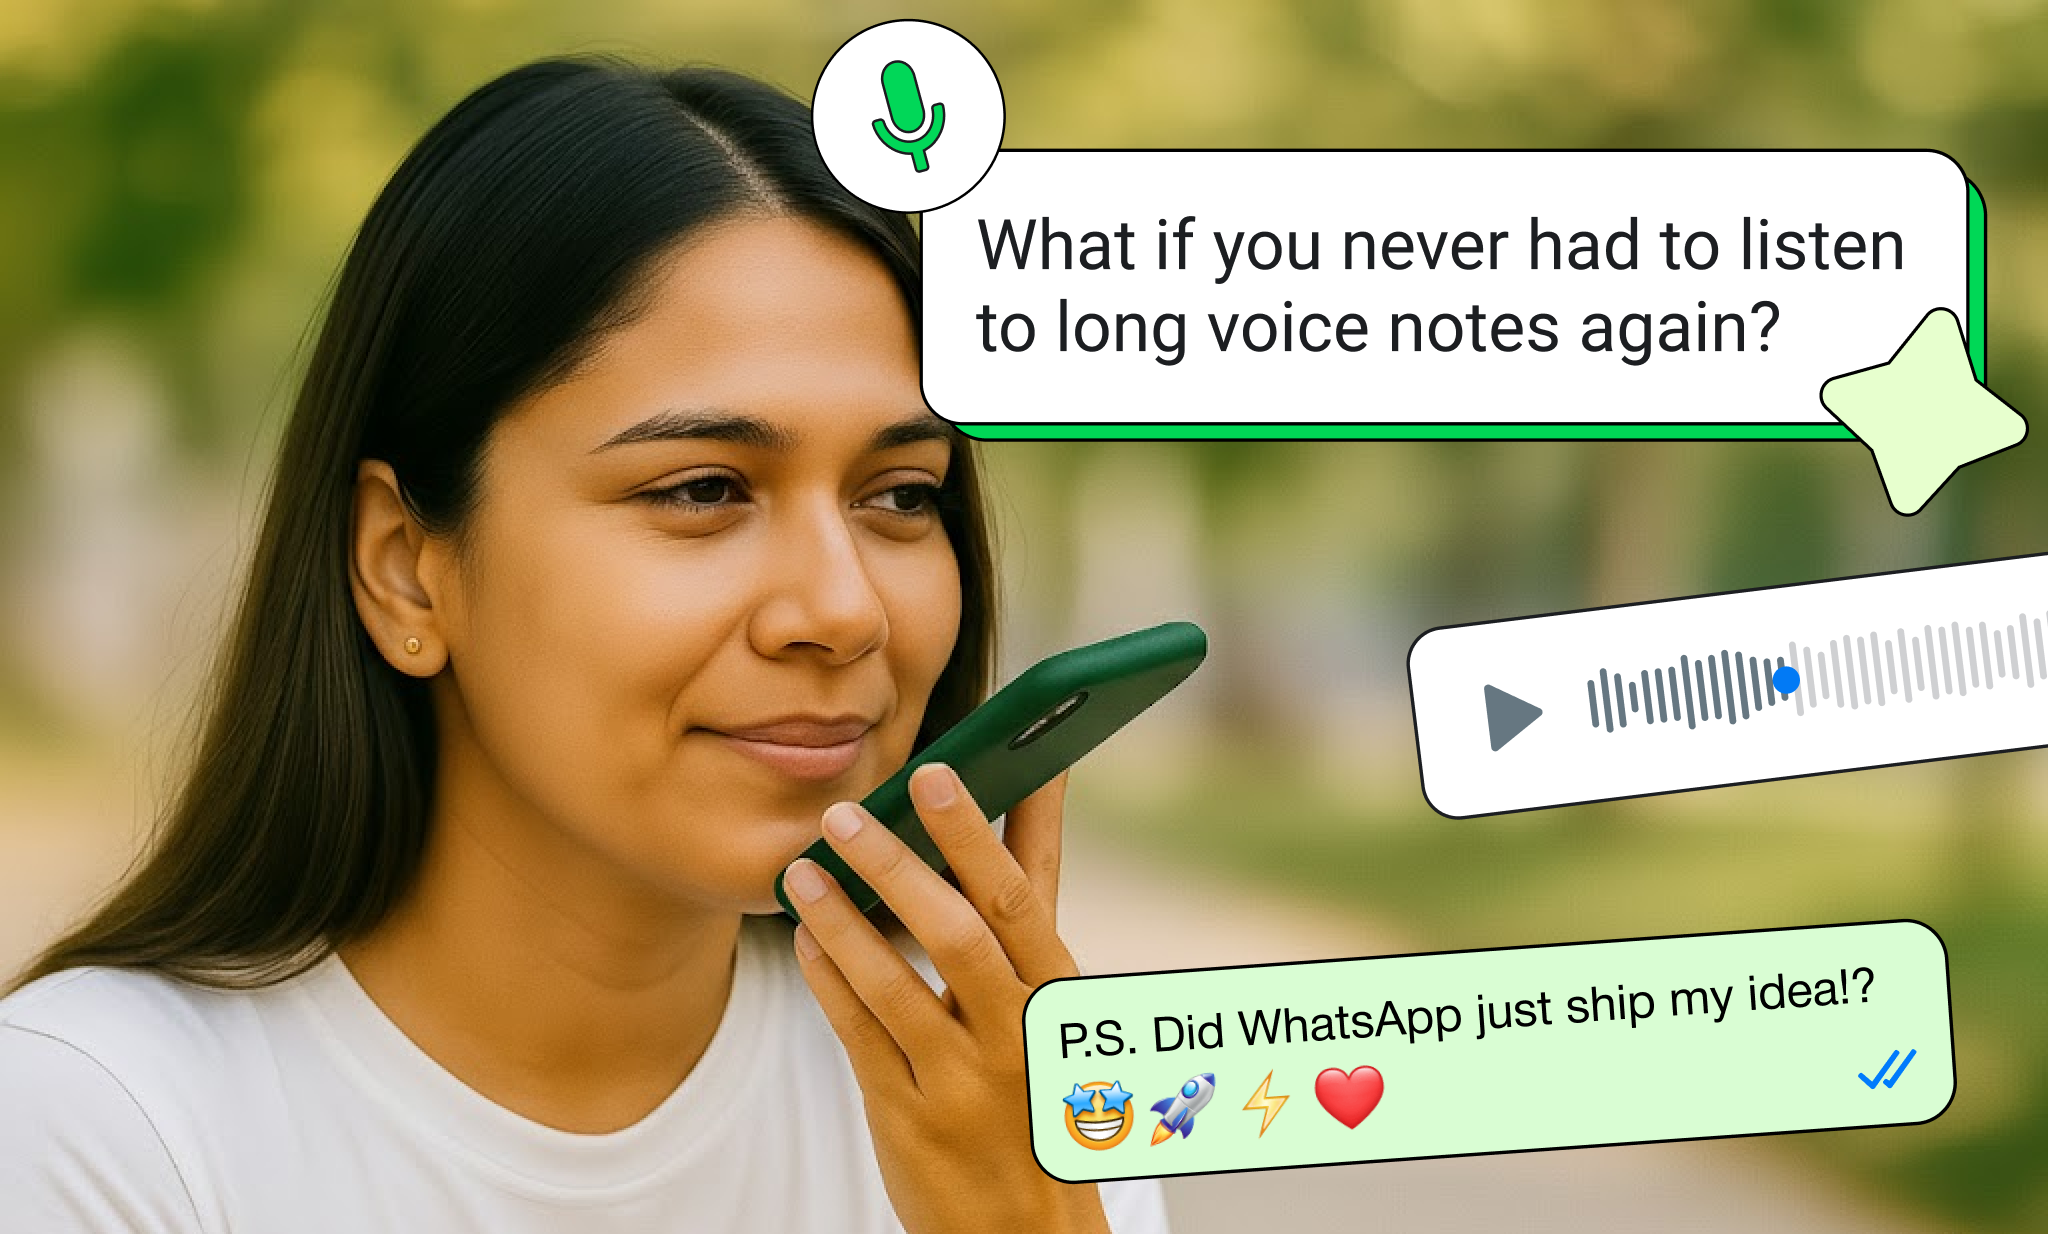 What if you never had to listen
to long voice notes again?
P.S. Did WhatsApp just ship my idea!?
🤩 🚀 ⚡ ❤️